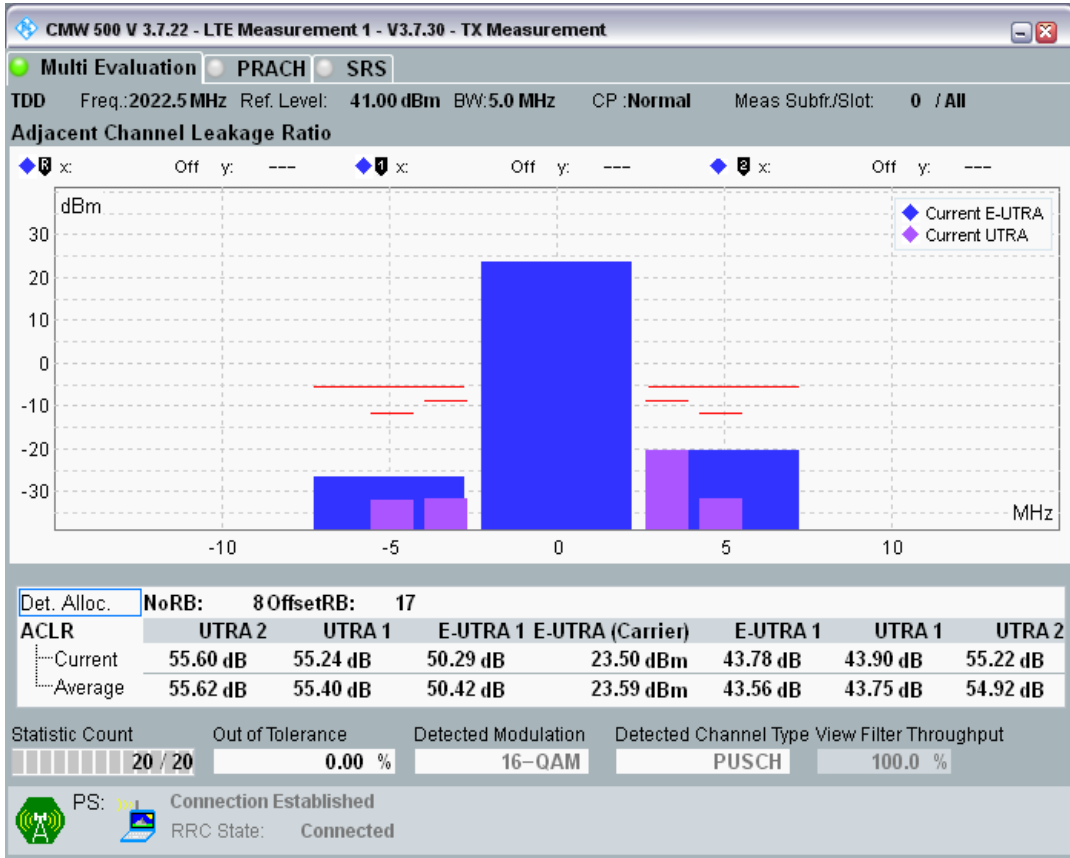 CMW 500 V 3.7.22 - LTE Measurement 1 - V3.7.30 - TX Measurement
Multi Evaluation PRACH SRS
TDD Freq.:2022.5 MHz Ref. Level: 41.00 dBm BW:5.0 MHz CP :Normal Meas Subfr./Slot: 0 / All
Adjacent Channel Leakage Ratio
R x: Off y: --- 1 x: Off y: --- 2 x: Off y: ---
dBm
Current E-UTRA
Current UTRA
30
20
10
0
-10
-20
-30
MHz
-10 -5 0 5 10
Det. Alloc. NoRB: 8 OffsetRB: 17
ACLR UTRA 2 UTRA 1 E-UTRA 1 E-UTRA (Carrier) E-UTRA 1 UTRA 1 UTRA 2
Current 55.60 dB 55.24 dB 50.29 dB 23.50 dBm 43.78 dB 43.90 dB 55.22 dB
Average 55.62 dB 55.40 dB 50.42 dB 23.59 dBm 43.56 dB 43.75 dB 54.92 dB
Statistic Count Out of Tolerance Detected Modulation Detected Channel Type View Filter Throughput
20 / 20 0.00 % 16-QAM PUSCH 100.0 %
PS: Connection Established
RRC State: Connected